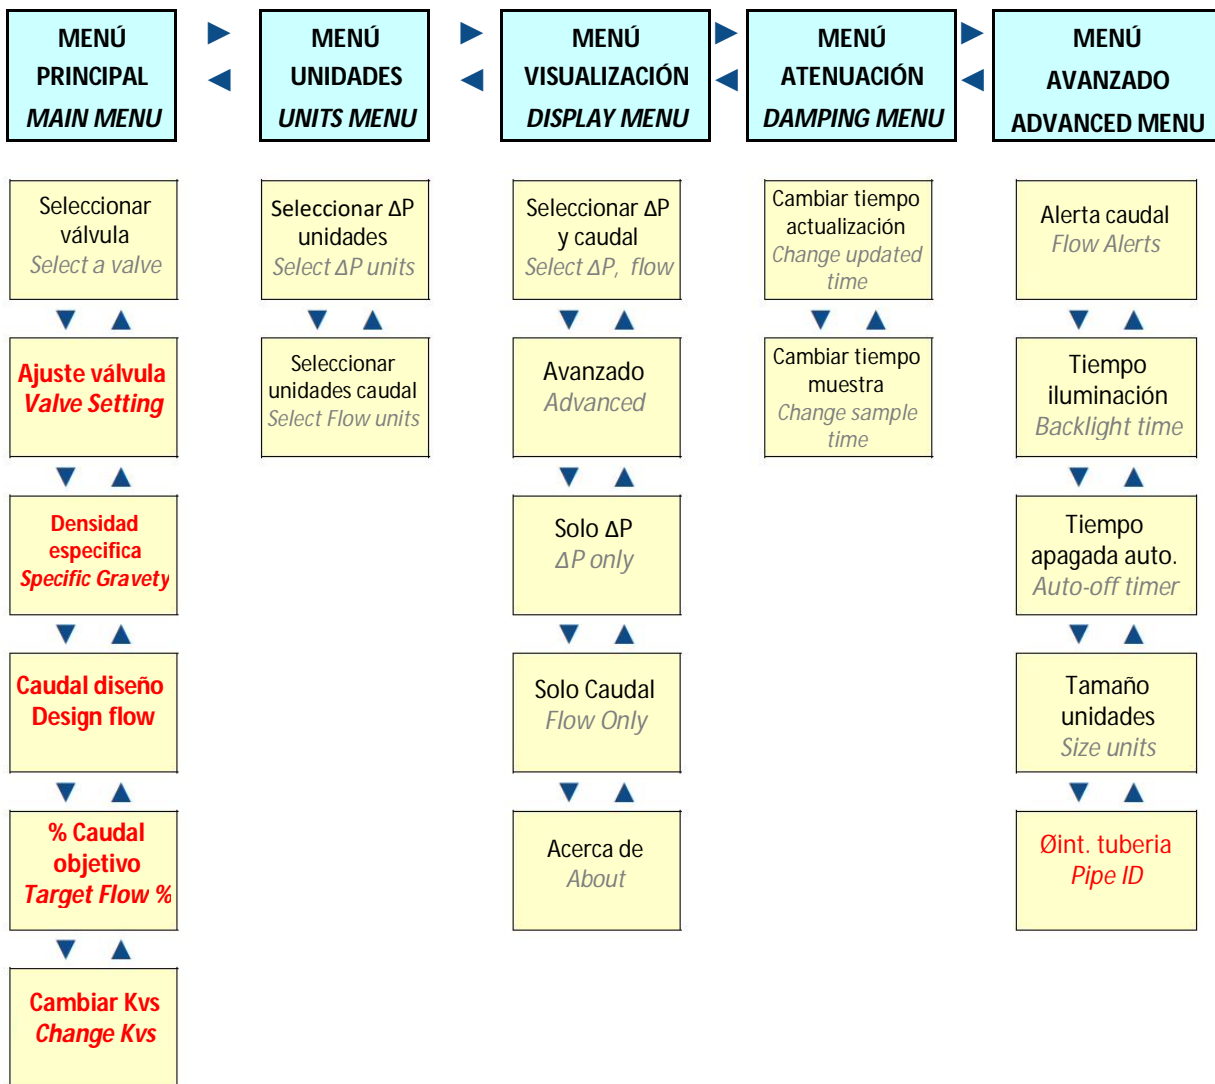 MENÚ
PRINCIPAL
MAIN MENU
MENÚ
UNIDADES
UNITS MENU
MENÚ
VISUALIZACIÓN
DISPLAY MENU
MENÚ
ATENUACIÓN
DAMPING MENU
MENÚ
AVANZADO
ADVANCED MENU
Seleccionar
válvula
Select a valve
Ajuste válvula
Valve Setting
Densidad
especifica
Specific Gravety
Caudal diseño
Design flow
% Caudal
objetivo
Target Flow %
Cambiar Kvs
Change Kvs
Seleccionar ΔP
unidades
Select ΔP units
Seleccionar
unidades caudal
Select Flow units
Seleccionar ΔP
y caudal
Select ΔP, flow
Avanzado
Advanced
Solo ΔP
ΔP only
Solo Caudal
Flow Only
Acerca de
About
Cambiar tiempo
actualización
Change updated
time
Cambiar tiempo
muestra
Change sample
time
Alerta caudal
Flow Alerts
Tiempo
iluminación
Backlight time
Tiempo
apagada auto.
Auto-off timer
Tamaño
unidades
Size units
Øint. tuberia
Pipe ID